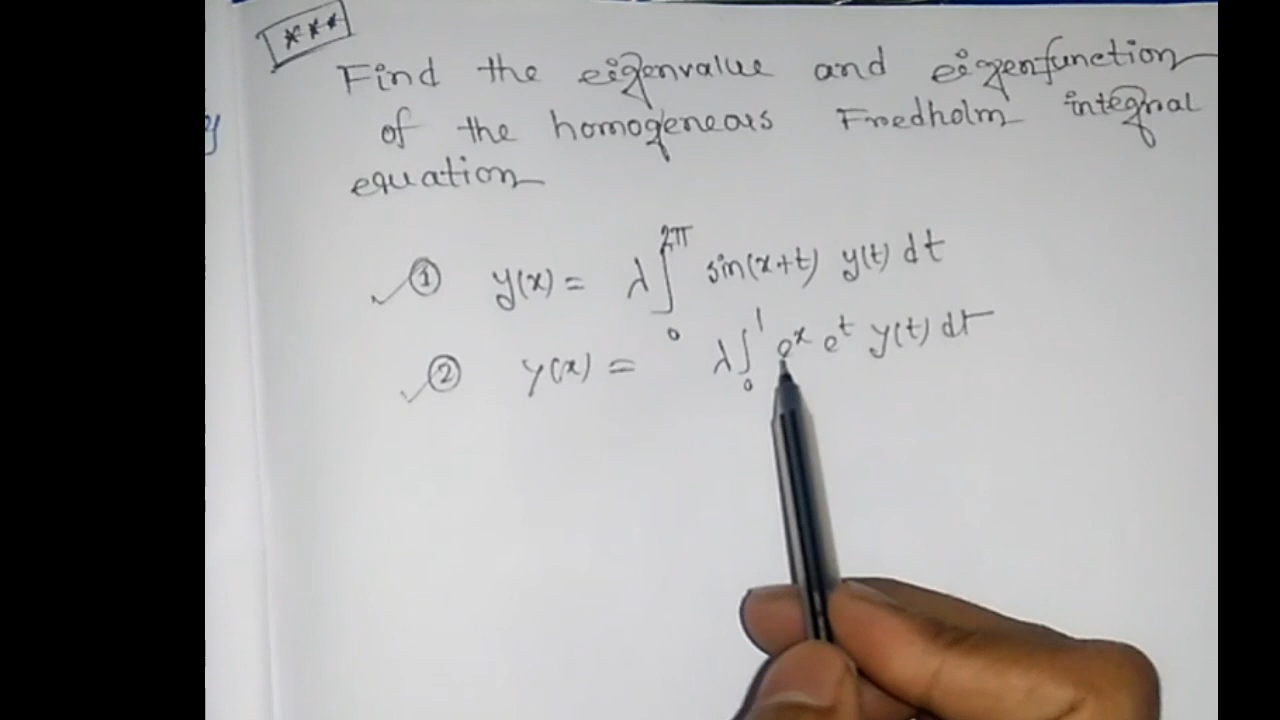 ***
Find the eigenvalue and eigenfunction
of the homogeneous Fredholm integral
equation
① y(x) = λ∫₀^2π sin(x+t) y(t) dt
② y(x) = λ∫₀^1 e^x e^t y(t) dt